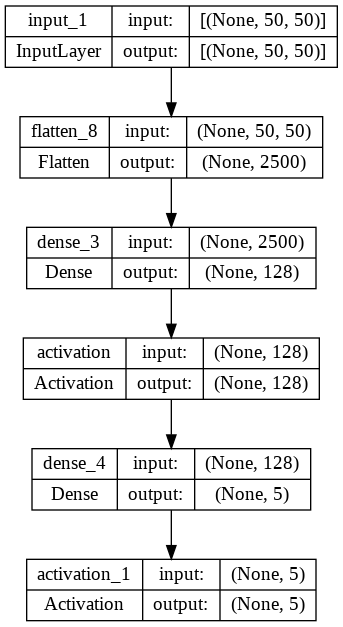 input_1 input: [(None, 50, 50)]
InputLayer output: [(None, 50, 50)]
flatten_8 input: (None, 50, 50)
Flatten output: (None, 2500)
dense_3 input: (None, 2500)
Dense output: (None, 128)
activation input: (None, 128)
Activation output: (None, 128)
dense_4 input: (None, 128)
Dense output: (None, 5)
activation_1 input: (None, 5)
Activation output: (None, 5)